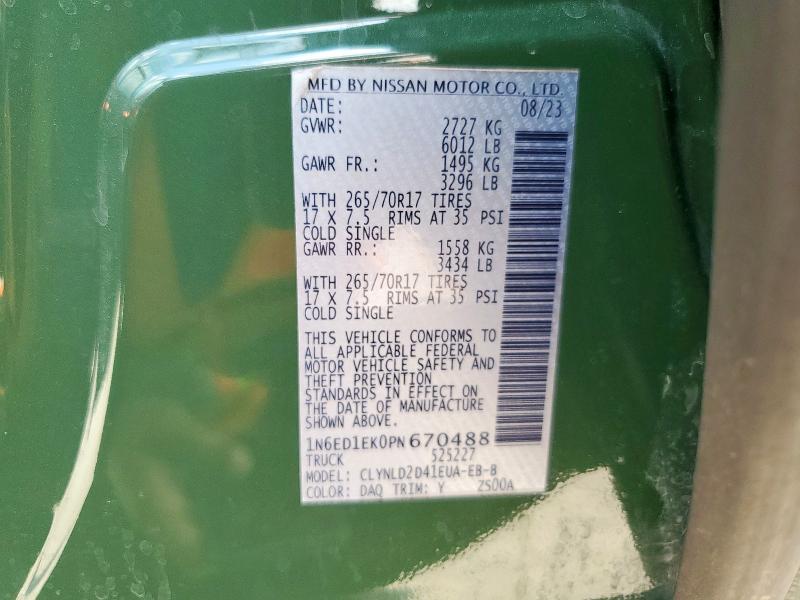 MFD BY NISSAN MOTOR CO., LTD.
DATE: 08/23
GVWR: 2727 KG
6012 LB
GAWR FR.: 1495 KG
3296 LB
WITH 265/70R17 TIRES
17 X 7.5 RIMS AT 35 PSI
COLD SINGLE
GAWR RR.: 1558 KG
3434 LB
WITH 265/70R17 TIRES
17 X 7.5 RIMS AT 35 PSI
COLD SINGLE
THIS VEHICLE CONFORMS TO
ALL APPLICABLE FEDERAL
MOTOR VEHICLE SAFETY AND
THEFT PREVENTION
STANDARDS IN EFFECT ON
THE DATE OF MANUFACTURE
SHOWN ABOVE.
1N6ED1EK0PN670488
TRUCK 525227
MODEL: CLYNLD2D41EUA-EB-B
COLOR: DAQ TRIM: Y 2S00A